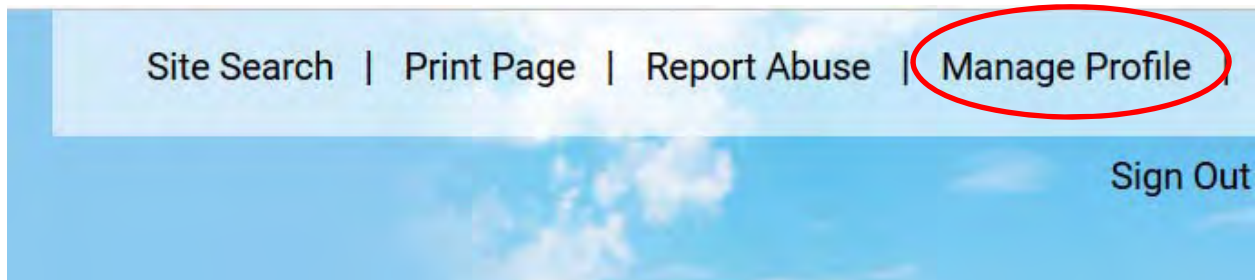 Site Search | Print Page | Report Abuse | Manage Profile |
Sign Out